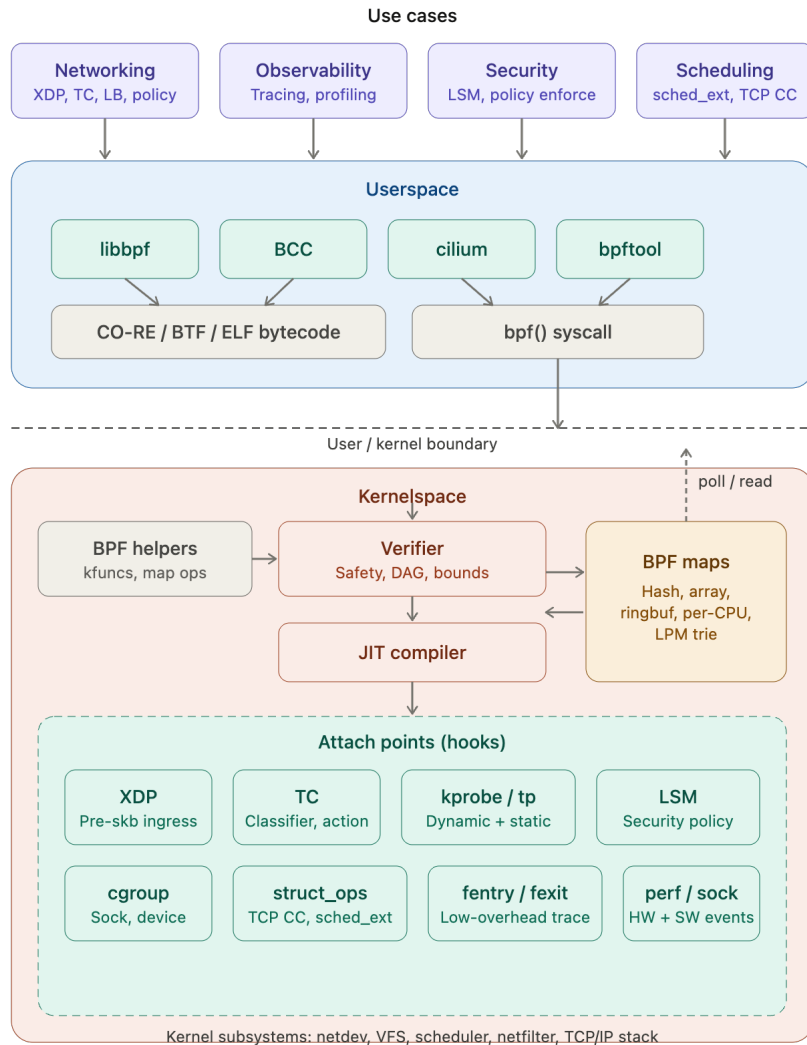 Use cases
Networking
XDP, TC, LB, policy
Observability
Tracing, profiling
Security
LSM, policy enforce
Scheduling
sched_ext, TCP CC
Userspace
libbpf
BCC
cilium
bpftool
CO-RE / BTF / ELF bytecode
bpf() syscall
User / kernel boundary
poll / read
Kernelspace
BPF helpers
kfuncs, map ops
Verifier
Safety, DAG, bounds
BPF maps
Hash, array,
ringbuf, per-CPU,
LPM trie
JIT compiler
Attach points (hooks)
XDP
Pre-skb ingress
TC
Classifier, action
kprobe / tp
Dynamic + static
LSM
Security policy
cgroup
Sock, device
struct_ops
TCP CC, sched_ext
fentry / fexit
Low-overhead trace
perf / sock
HW + SW events
Kernel subsystems: netdev, VFS, scheduler, netfilter, TCP/IP stack